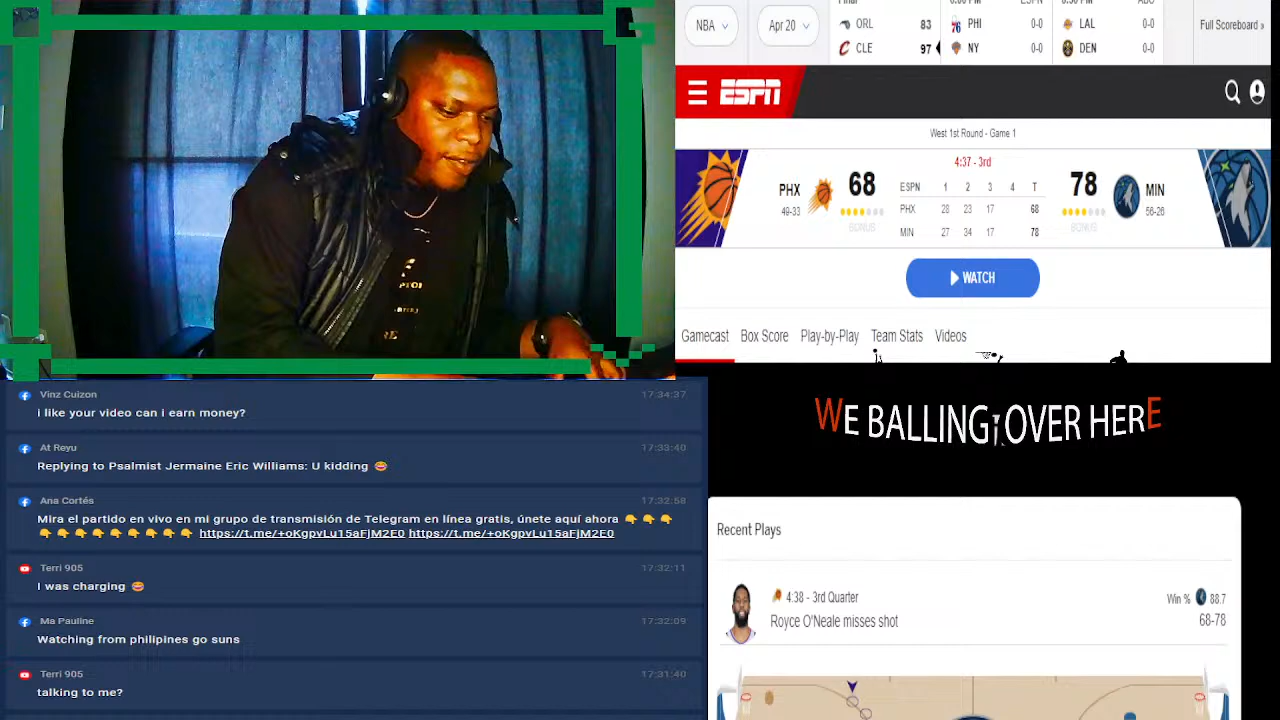 NBA
Apr 20
ORL 83
CLE 97
PHI 0-0
NY 0-0
LAL 0-0
DEN 0-0
Full Scoreboard »
ESPN
West 1st Round - Game 1
4:37 - 3rd
PHX 68
49-33
BONUS
ESPN 1 2 3 4 T
PHX 28 23 17 68
MIN 27 34 17 78
78 MIN
56-26
BONUS
WATCH
Gamecast Box Score Play-by-Play Team Stats Videos
Vinz Cuizon 17:34:37
i like your video can i earn money?
At Reyu 17:33:40
Replying to Psalmist Jermaine Eric Williams: U kidding
Ana Cortés 17:32:58
Mira el partido en vivo en mi grupo de transmisión de Telegram en línea gratis, únete aquí ahora
https://t.me/+oKgpvLu15aFjM2E0 https://t.me/+oKgpvLu15aFjM2E0
Terri 905 17:32:11
I was charging
Ma Pauline 17:32:09
Watching from philipines go suns
Terri 905 17:31:40
talking to me?
WE BALLING OVER HERE
Recent Plays
4:38 - 3rd Quarter
Royce O'Neale misses shot
Win % 88.7
68-78